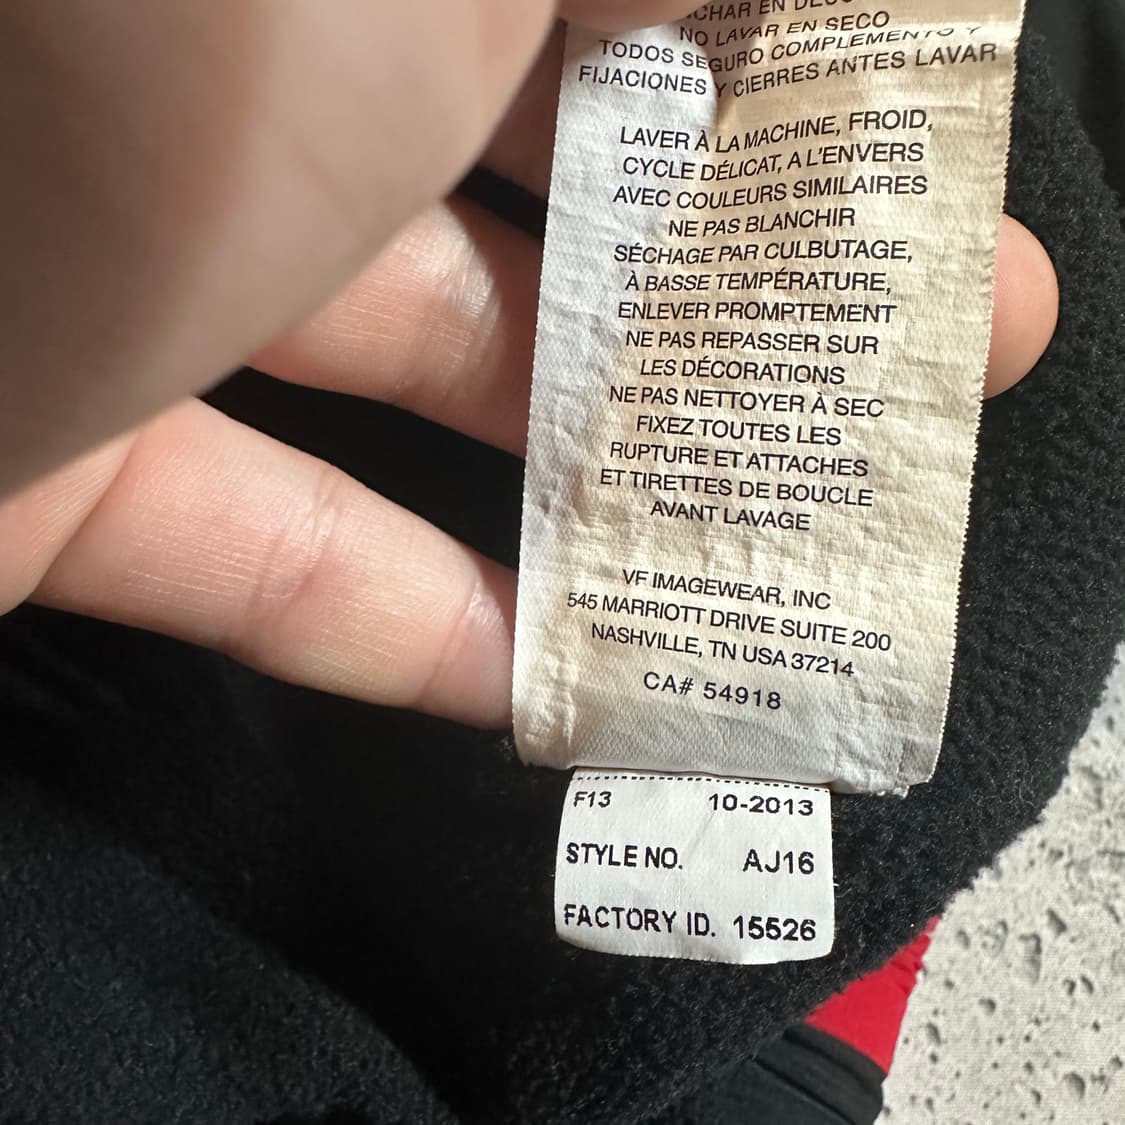 NO LAVAR EN SECO
TODOS SEGURO COMPLEMENTO Y
FIJACIONES Y CIERRES ANTES LAVAR
LAVER À LA MACHINE, FROID,
CYCLE DÉLICAT, A L'ENVERS
AVEC COULEURS SIMILAIRES
NE PAS BLANCHIR
SÉCHAGE PAR CULBUTAGE,
À BASSE TEMPÉRATURE,
ENLEVER PROMPTEMENT
NE PAS REPASSER SUR
LES DÉCORATIONS
NE PAS NETTOYER À SEC
FIXEZ TOUTES LES
RUPTURE ET ATTACHES
ET TIRETTES DE BOUCLE
AVANT LAVAGE
VF IMAGEWEAR, INC
545 MARRIOTT DRIVE SUITE 200
NASHVILLE, TN USA 37214
CA# 54918
F13 10-2013
STYLE NO. AJ16
FACTORY ID. 15526